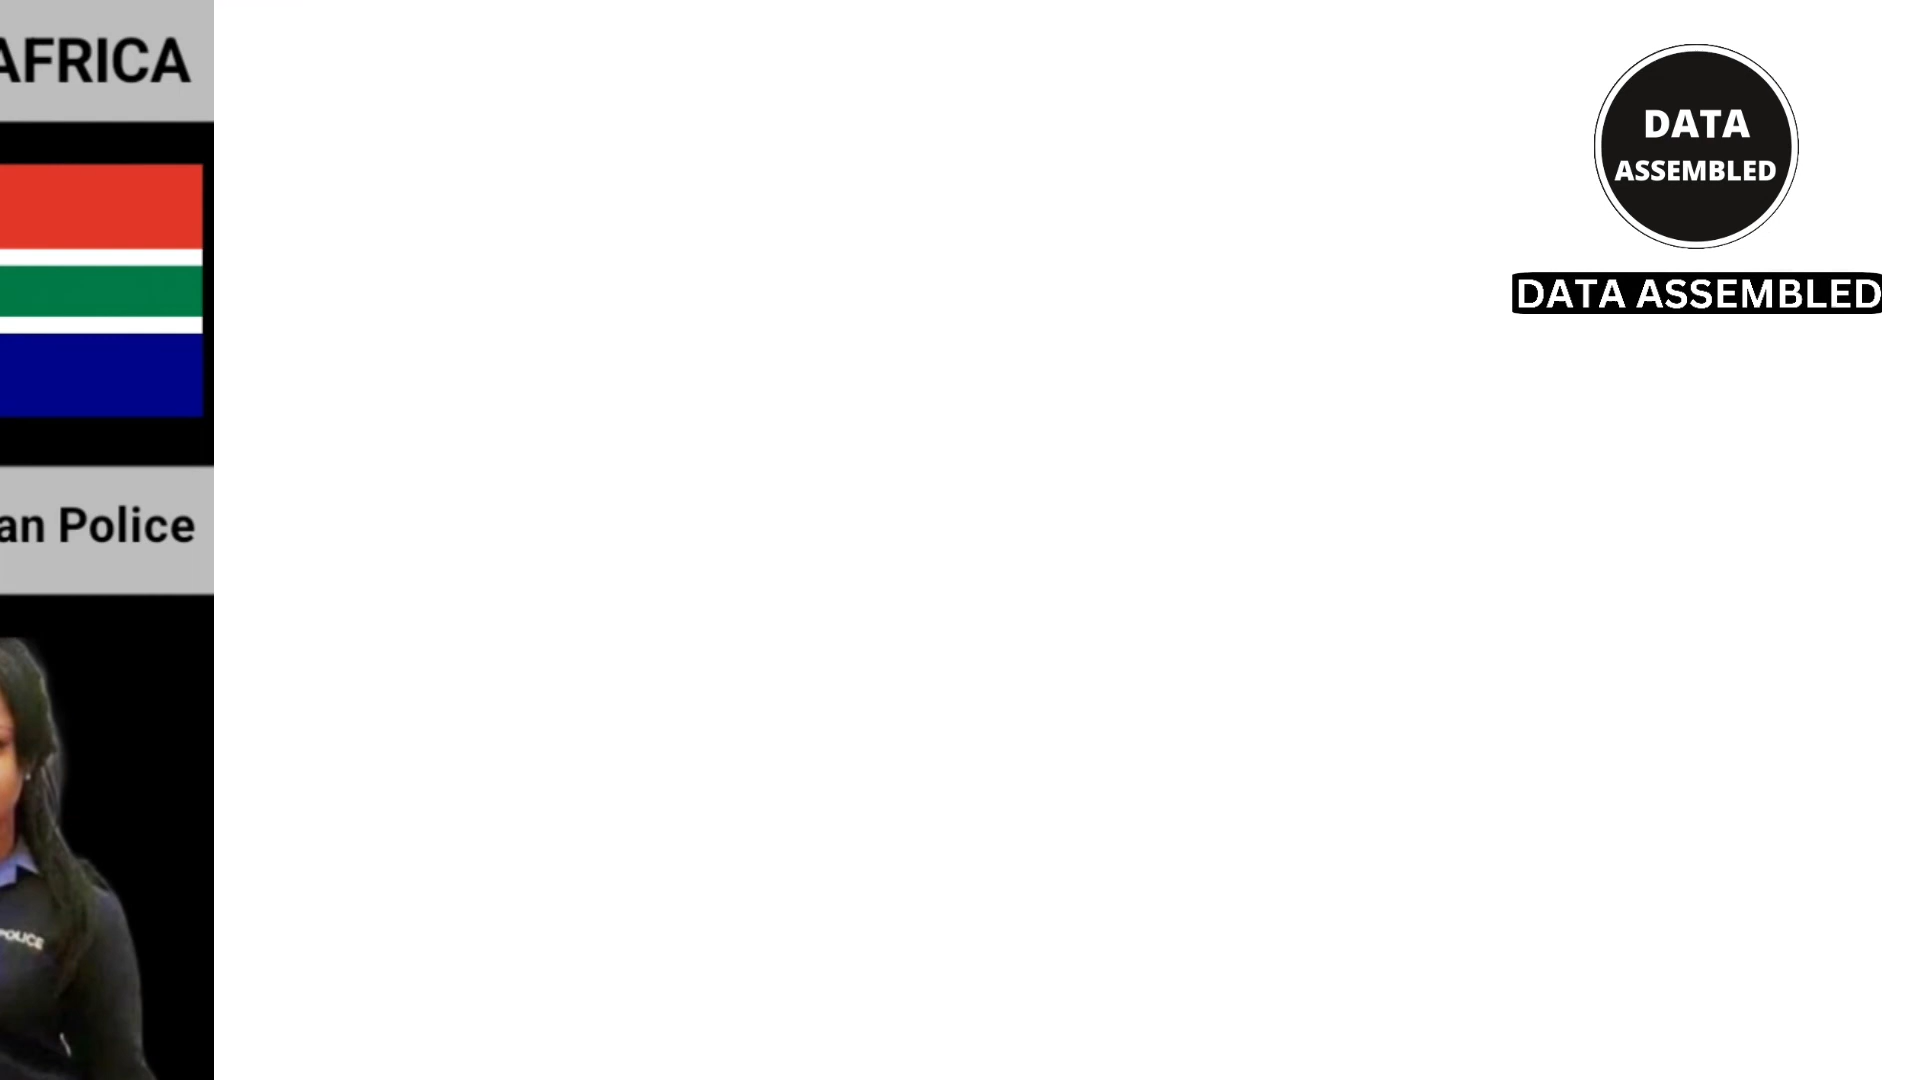 AFRICA
DATA
ASSEMBLED
DATA ASSEMBLED
an Police
POLICE